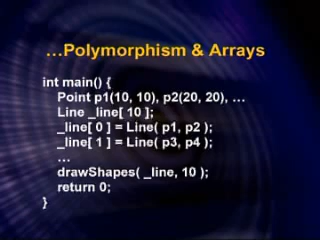 …Polymorphism & Arrays
int main() {
Point p1(10, 10), p2(20, 20), …
Line _line[ 10 ];
_line[ 0 ] = Line( p1, p2 );
_line[ 1 ] = Line( p3, p4 );
…
drawShapes( _line, 10 );
return 0;
}